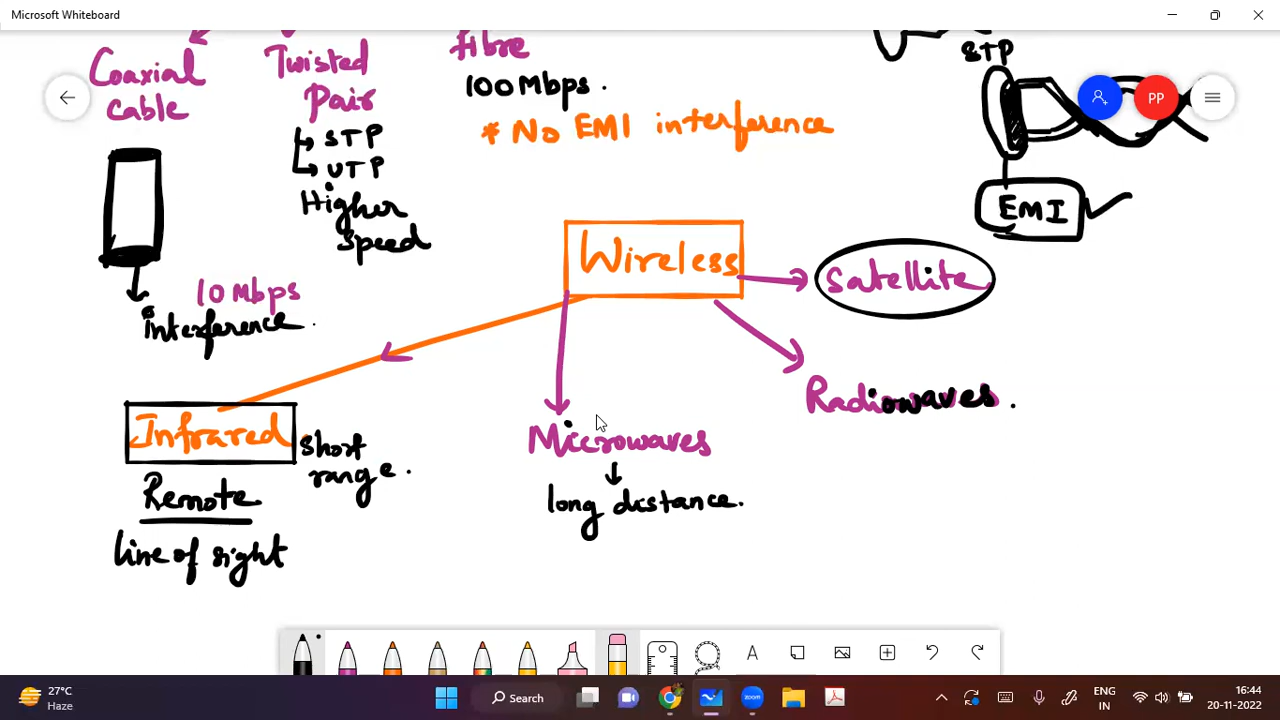 Microsoft Whiteboard
Coaxial
cable
Twisted
Pair
STP
UTP
Higher
speed
fibre
100 Mbps.
* No EMI interference
STP
PP
EMI
10 Mbps
interference.
Wireless
Satellite
Radiowaves.
Infrared
short
range.
Remote
line of sight
Microwaves
long distance.
A
27°C
Haze
Search
ENG
IN
16:44
20-11-2022